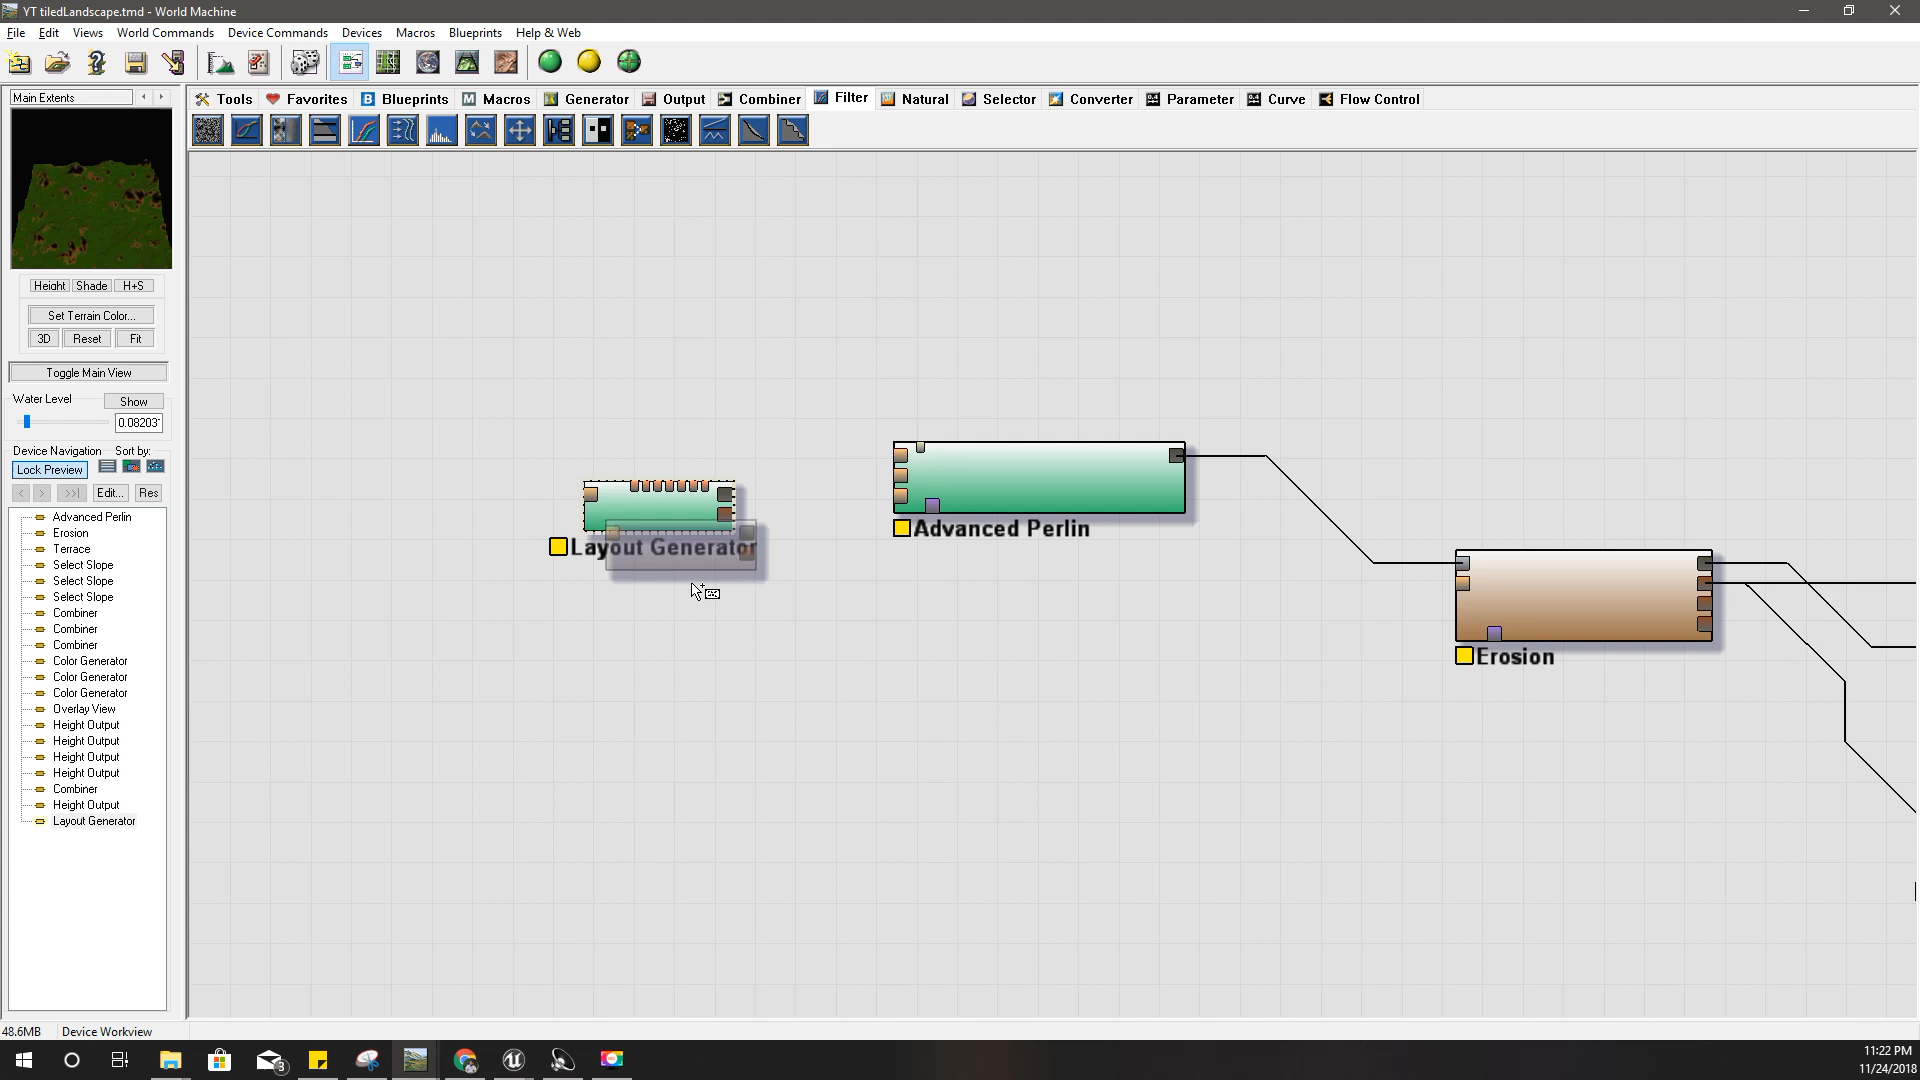 YT tiledLandscape.tmd - World Machine
File Edit Views World Commands Device Commands Devices Macros Blueprints Help & Web
Main Extents
Tools Favorites B Blueprints M Macros Generator Output Combiner Filter Natural Selector Converter Parameter Curve Flow Control
Height Shade H+S
Set Terrain Color...
3D Reset Fit
Toggle Main View
Water Level Show
0.08203
Device Navigation Sort by:
Lock Preview
Edit... Res
Advanced Perlin
Erosion
Terrace
Select Slope
Select Slope
Select Slope
Combiner
Combiner
Combiner
Color Generator
Color Generator
Color Generator
Overlay View
Height Output
Height Output
Height Output
Height Output
Combiner
Height Output
Layout Generator
Layout Generator
Advanced Perlin
Erosion
48.6MB Device Workview
3
11:22 PM
11/24/2018